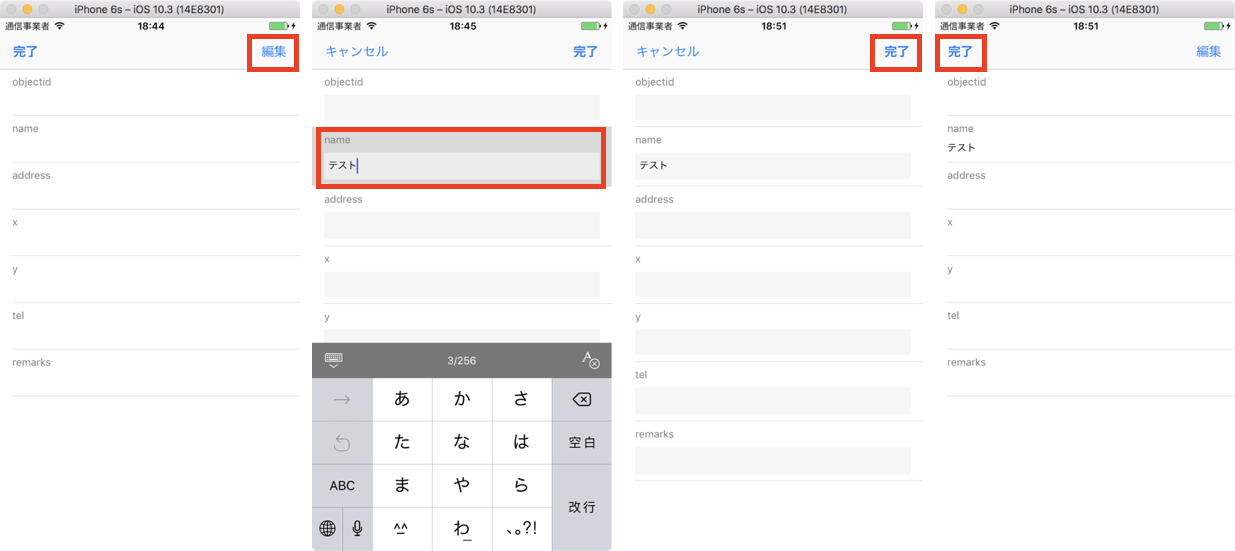 iPhone 6s – iOS 10.3 (14E8301)
通信事業者 18:44
完了 編集
objectid
name
address
x
y
tel
remarks
iPhone 6s – iOS 10.3 (14E8301)
通信事業者 18:45
キャンセル 完了
objectid
name
テスト
address
x
y
3/256
→ あ か さ
た な は 空白
ABC ま や ら
改行
^^ わ 、。?!
iPhone 6s – iOS 10.3 (14E8301)
通信事業者 18:51
キャンセル 完了
objectid
name
テスト
address
x
y
tel
remarks
iPhone 6s – iOS 10.3 (14E8301)
通信事業者 18:51
完了 編集
objectid
name
テスト
address
x
y
tel
remarks